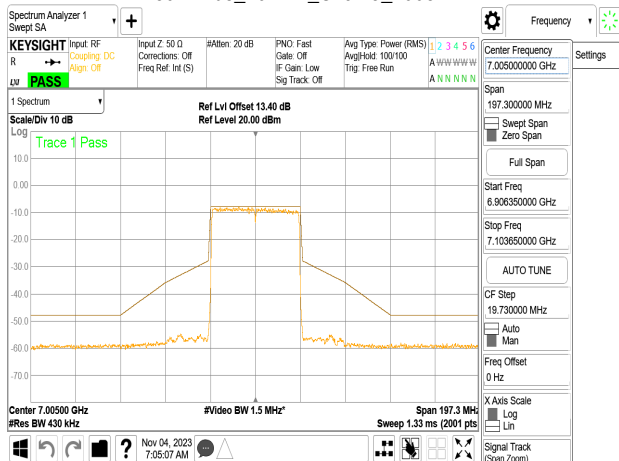 Spectrum Analyzer 1
Swept SA
Frequency
KEYSIGHT
R
LXI
PASS
Input: RF
Coupling: DC
Align: Off
Input Z: 50 Ω
Corrections: Off
Freq Ref: Int (S)
#Atten: 20 dB
PNO: Fast
Gate: Off
IF Gain: Low
Sig Track: Off
Avg Type: Power (RMS)
Avg|Hold: 100/100
Trig: Free Run
1 2 3 4 5 6
A W W W W W
A N N N N N
1 Spectrum
Scale/Div 10 dB
Ref Lvl Offset 13.40 dB
Ref Level 20.00 dBm
Log
Trace 1 Pass
10.0
0.00
-10.0
-20.0
-30.0
-40.0
-50.0
-60.0
-70.0
Center 7.00500 GHz
#Video BW 1.5 MHz*
Span 197.3 MHz
#Res BW 430 kHz
Sweep 1.33 ms (2001 pts)
Nov 04, 2023
7:05:07 AM
Center Frequency
7.005000000 GHz
Settings
Span
197.300000 MHz
Swept Span
Zero Span
Full Span
Start Freq
6.906350000 GHz
Stop Freq
7.103650000 GHz
AUTO TUNE
CF Step
19.730000 MHz
Auto
Man
Freq Offset
0 Hz
X Axis Scale
Log
Lin
Signal Track
(Span Zoom)